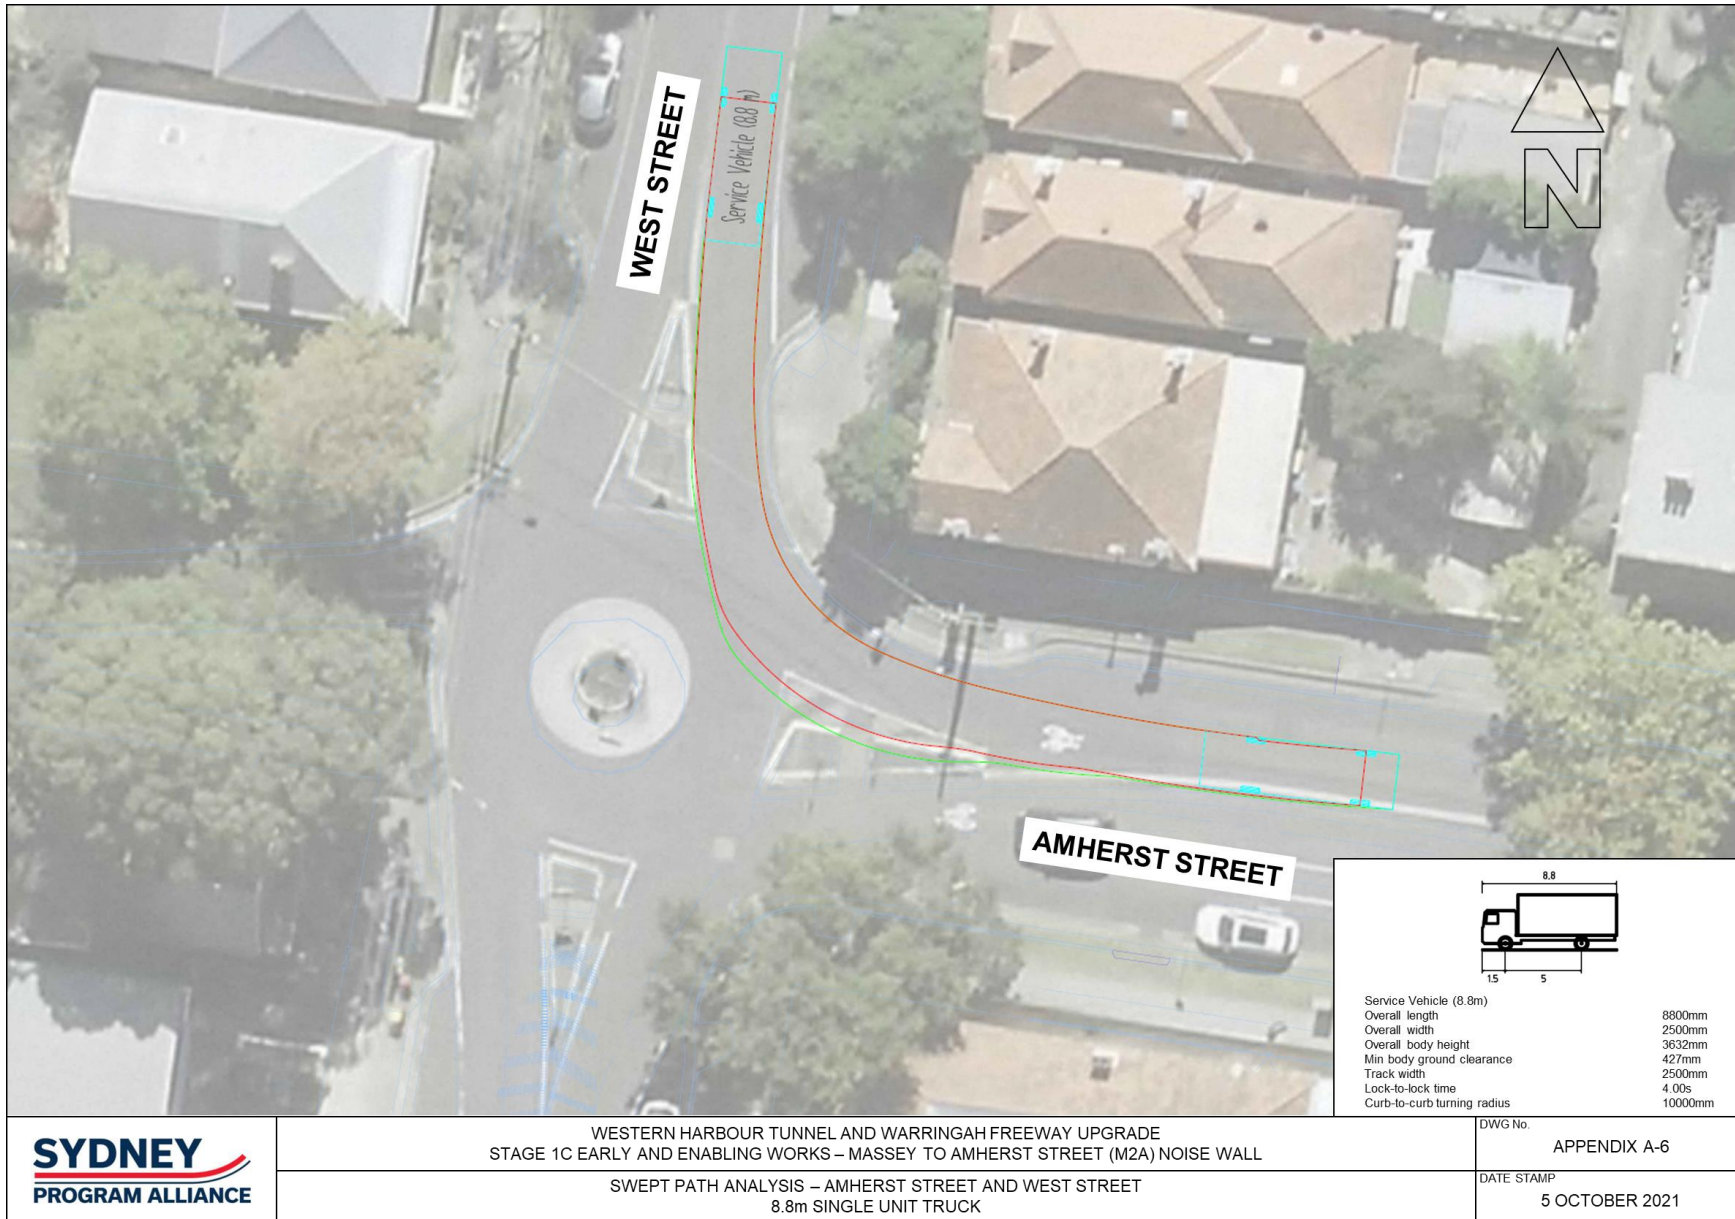 WEST STREET
Service Vehicle (8.8 m)
N
AMHERST STREET
8.8
1.5 5
Service Vehicle (8.8m)
Overall length 8800mm
Overall width 2500mm
Overall body height 3632mm
Min body ground clearance 427mm
Track width 2500mm
Lock-to-lock time 4.00s
Curb-to-curb turning radius 10000mm
SYDNEY
PROGRAM ALLIANCE
WESTERN HARBOUR TUNNEL AND WARRINGAH FREEWAY UPGRADE
STAGE 1C EARLY AND ENABLING WORKS – MASSEY TO AMHERST STREET (M2A) NOISE WALL
SWEPT PATH ANALYSIS – AMHERST STREET AND WEST STREET
8.8m SINGLE UNIT TRUCK
DWG No.
APPENDIX A-6
DATE STAMP
5 OCTOBER 2021